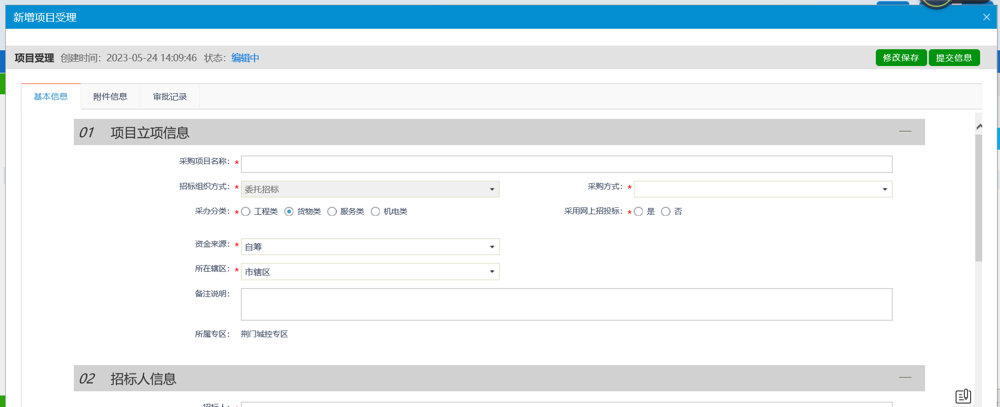 新增项目受理
项目受理 创建时间：2023-05-24 14:09:46 状态：编辑中 修改保存 提交信息
基本信息 附件信息 审批记录
01 项目立项信息
采购项目名称：*
招标组织方式：* 委托招标 采购方式：*
采办分类：* 工程类 货物类 服务类 机电类 采用网上招投标：* 是 否
资金来源：* 自筹
所在辖区：* 市辖区
备注说明：
所属专区： 荆门城控专区
02 招标人信息
招标人：*